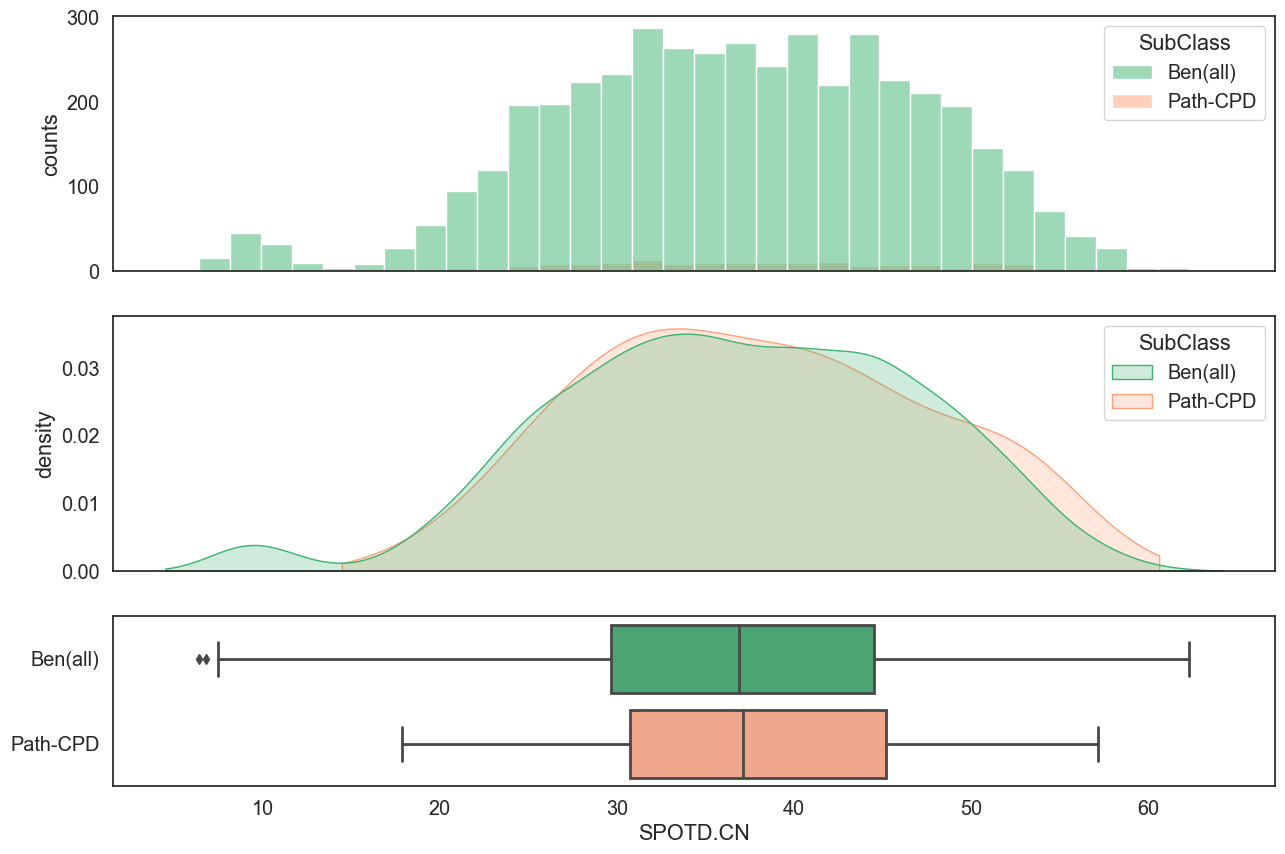 300
200
100
0
counts
SubClass
Ben(all)
Path-CPD
0.03
0.02
0.01
0.00
density
SubClass
Ben(all)
Path-CPD
Ben(all)
Path-CPD
10 20 30 40 50 60
SPOTD.CN